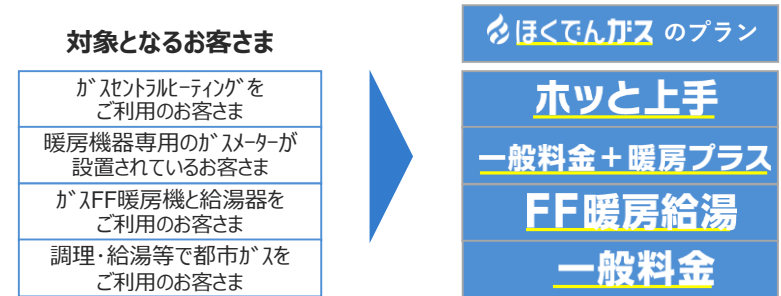 対象となるお客さま
ほくでんガス のプラン
ｶﾞｽｾﾝﾄﾗﾙﾋｰﾃｨﾝｸﾞを
ご利用のお客さま
ホッと上手
暖房機器専用のｶﾞｽﾒｰﾀｰが
設置されているお客さま
一般料金＋暖房プラス
ｶﾞｽFF暖房機と給湯器を
ご利用のお客さま
FF暖房給湯
調理･給湯等で都市ｶﾞｽを
ご利用のお客さま
一般料金